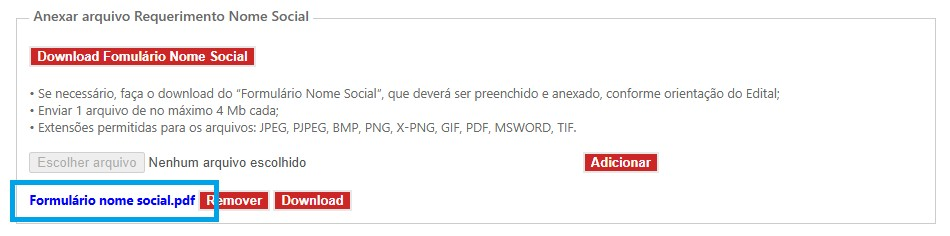 Anexar arquivo Requerimento Nome Social
Download Fomulário Nome Social
• Se necessário, faça o download do “Formulário Nome Social”, que deverá ser preenchido e anexado, conforme orientação do Edital;
• Enviar 1 arquivo de no máximo 4 Mb cada;
• Extensões permitidas para os arquivos: JPEG, PJPEG, BMP, PNG, X-PNG, GIF, PDF, MSWORD, TIF.
Escolher arquivo Nenhum arquivo escolhido Adicionar
Formulário nome social.pdf Remover Download